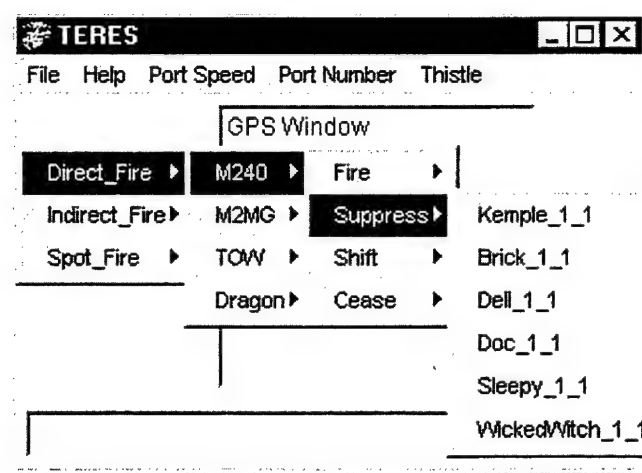 TERES
File Help Port Speed Port Number Thistle
GPS Window
Direct_Fire M240 Fire
Indirect_Fire M2MG Suppress Kemple_1_1
Spot_Fire TOW Shift Brick_1_1
Dragon Cease Dell_1_1
Doc_1_1
Sleepy_1_1
WickedWitch_1_1